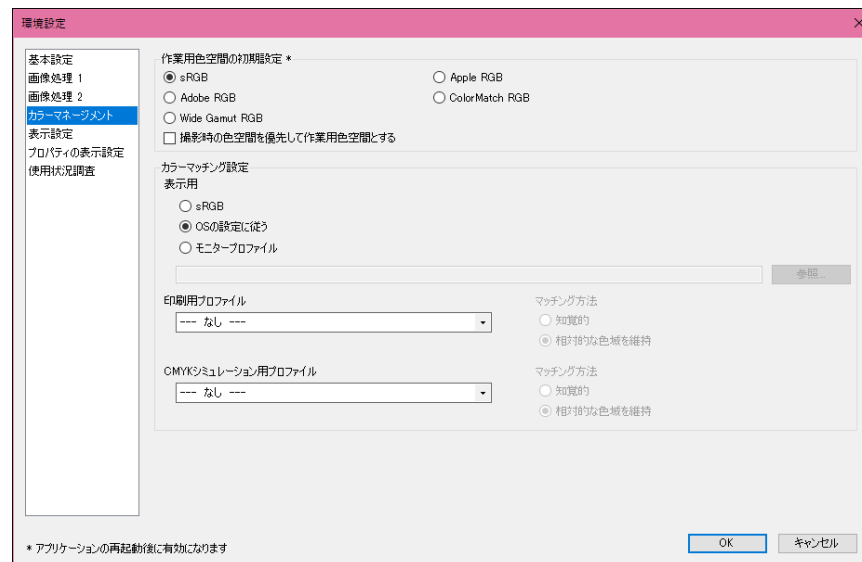 環境設定
基本設定
画像処理 1
画像処理 2
カラーマネージメント
表示設定
プロパティの表示設定
使用状況調査
作業用色空間の初期設定 *
sRGB
Apple RGB
Adobe RGB
ColorMatch RGB
Wide Gamut RGB
撮影時の色空間を優先して作業用色空間とする
カラーマッチング設定
表示用
sRGB
OSの設定に従う
モニタープロファイル
参照...
印刷用プロファイル
マッチング方法
--- なし ---
知覚的
相対的な色域を維持
CMYKシミュレーション用プロファイル
マッチング方法
--- なし ---
知覚的
相対的な色域を維持
* アプリケーションの再起動後に有効になります
OK
キャンセル